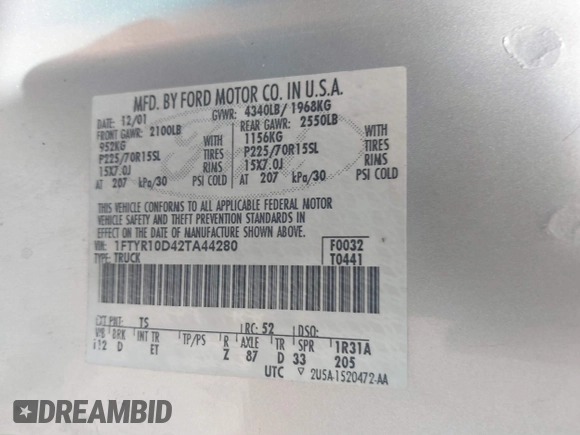 MFD. BY FORD MOTOR CO. IN U.S.A.
DATE: 12/01 GVWR: 4340LB/ 1968KG
FRONT GAWR: 2100LB REAR GAWR: 2550LB
952KG WITH 1156KG WITH
P225/70R15SL TIRES P225/70R15SL TIRES
15X7.0J RIMS 15X7.0J RIMS
AT 207 kPa/30 PSI COLD AT 207 kPa/30 PSI COLD
THIS VEHICLE CONFORMS TO ALL APPLICABLE FEDERAL MOTOR
VEHICLE SAFETY AND THEFT PREVENTION STANDARDS IN
EFFECT ON THE DATE OF MANUFACTURE SHOWN ABOVE.
VIN: 1FTYR10D42TA44280 F0032
TYPE: TRUCK T0441
EXT PNT: TS RC: 52 DSO:
WB BRK INT TR TP/PS R AXLE TR SPR 1R31A
112 D ET Z 87 D 33 205
UTC ▽ 2U5A-1520472-AA
DREAMBID
DREAMBID.COM